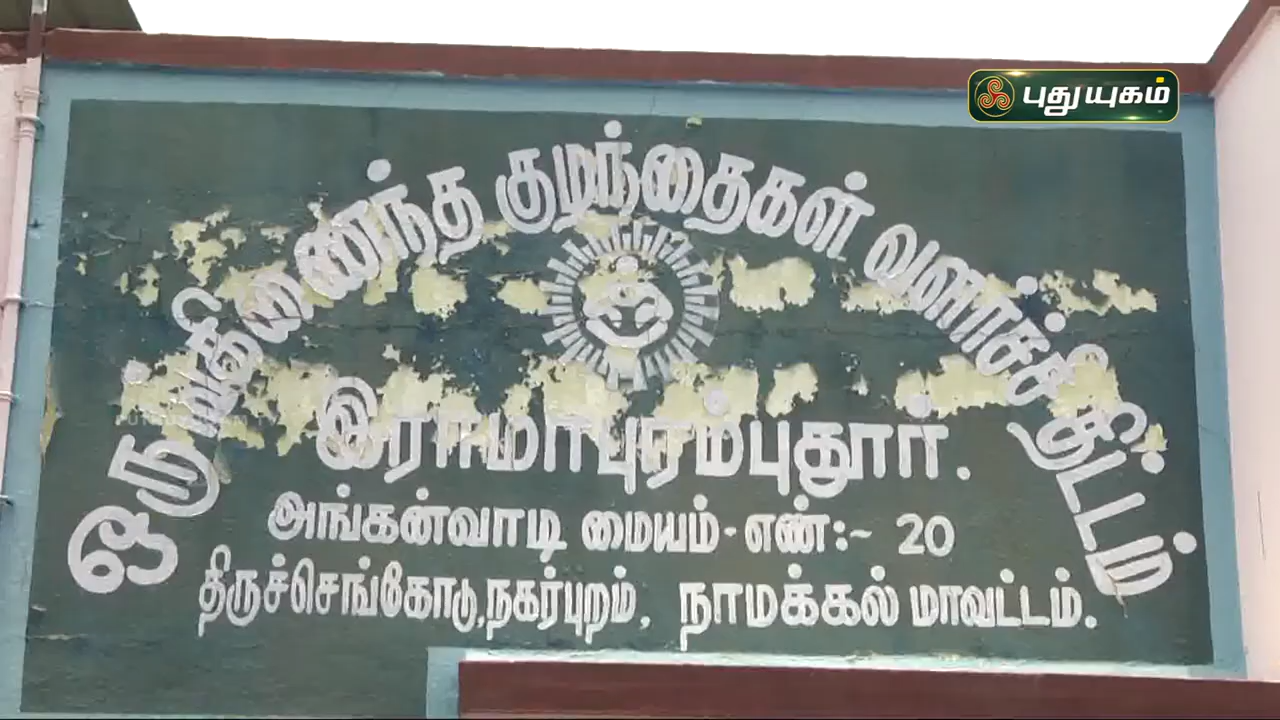 புதுயுகம்
ஒருங்கிணைந்த குழந்தைகள் வளர்ச்சித்திட்டம்
இராமாபுரம்புதூர்.
அங்கன்வாடி மையம் - எண்:~ 20
திருச்செங்கோடு,நகர்புறம், நாமக்கல் மாவட்டம்.